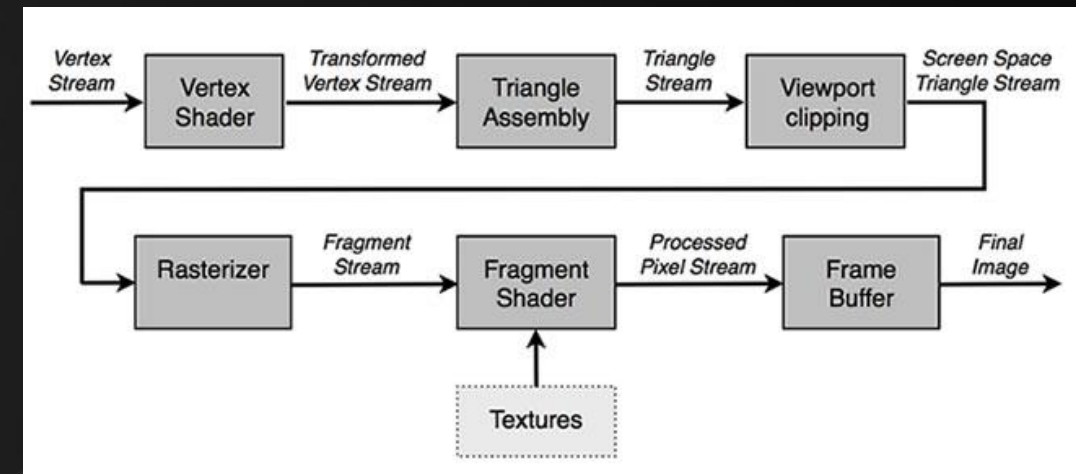 Vertex
Stream
Vertex
Shader
Transformed
Vertex Stream
Triangle
Assembly
Triangle
Stream
Viewport
clipping
Screen Space
Triangle Stream
Rasterizer
Fragment
Stream
Fragment
Shader
Processed
Pixel Stream
Frame
Buffer
Final
Image
Textures